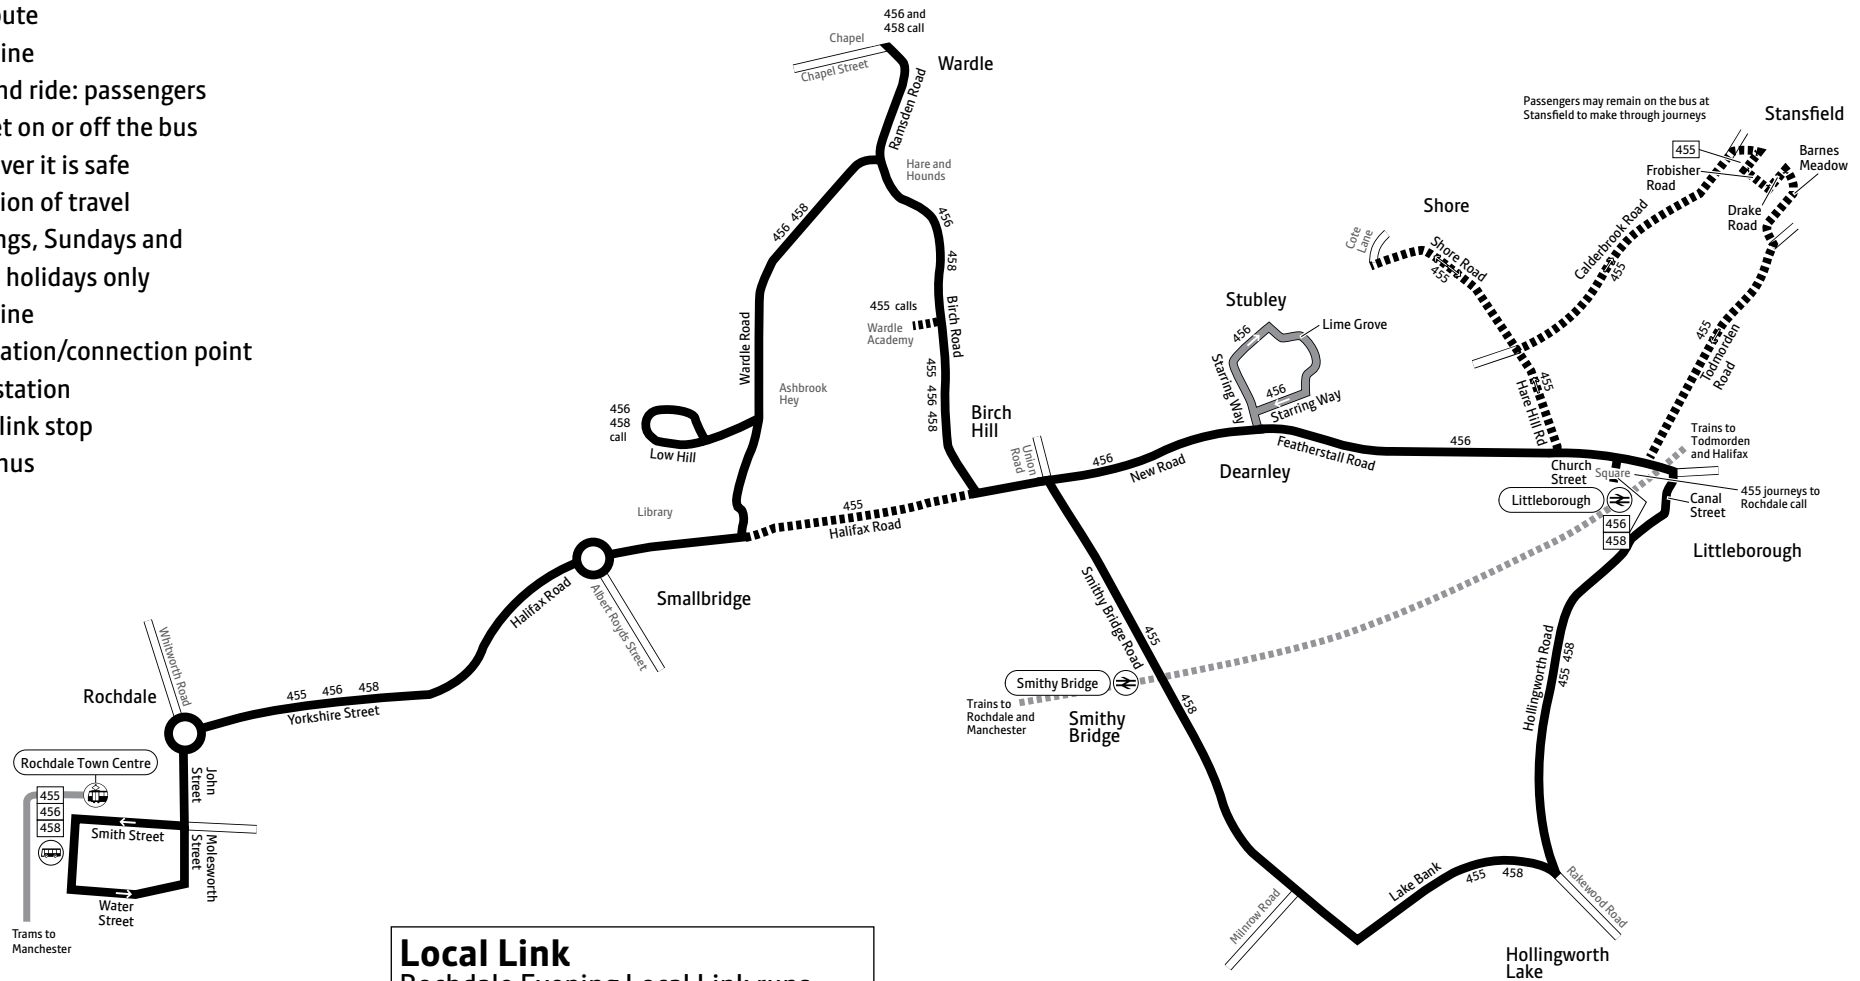 oute
ine
nd ride: passengers
et on or off the bus
ver it is safe
tion of travel
ngs, Sundays and
holidays only
ine
ation/connection point
station
link stop
nus
456 and
458 call
Chapel
Chapel Street
Wardle
Ramsden Road
Hare and
Hounds
456 458
456
458
Birch Road
455 calls
Wardle
Academy
455 456 458
Wardle Road
Ashbrook
Hey
456
458
call
Low Hill
Library
Birch
Hill
Union
Road
455
Halifax Road
Smallbridge
Halifax Road
Albert Royds Street
Rochdale
Whitworth Road
455 456 458
Yorkshire Street
Rochdale Town Centre
455
456
458
John
Street
Smith Street
Molesworth
Street
Water
Street
Trams to
Manchester
Local Link
Rochdale Evening Local Link runs
Passengers may remain on the bus at
Stansfield to make through journeys
Stansfield
455
Frobisher
Road
Barnes
Meadow
Drake
Road
Shore
Cote
Lane
Shore Road
455
Calderbrook Road
455
455
Todmorden
Road
Stubley
Lime Grove
456
Starring Way
456
Starring Way
455
Hare Hill Rd
456
New Road
Dearnley
Featherstall Road
456
Trains to
Todmorden
and Halifax
Church
Street
Square
Littleborough
456
458
Canal
Street
455 journeys to
Rochdale call
Littleborough
Smithy Bridge Road
455
458
Smithy Bridge
Trains to
Rochdale and
Manchester
Smithy
Bridge
Hollingworth Road
455 458
Milnrow Road
Lake Bank
455 458
Rakewood Road
Hollingworth
Lake